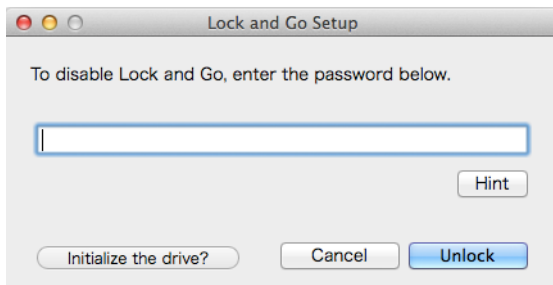 Lock and Go Setup
To disable Lock and Go, enter the password below.
Hint
Initialize the drive? Cancel Unlock